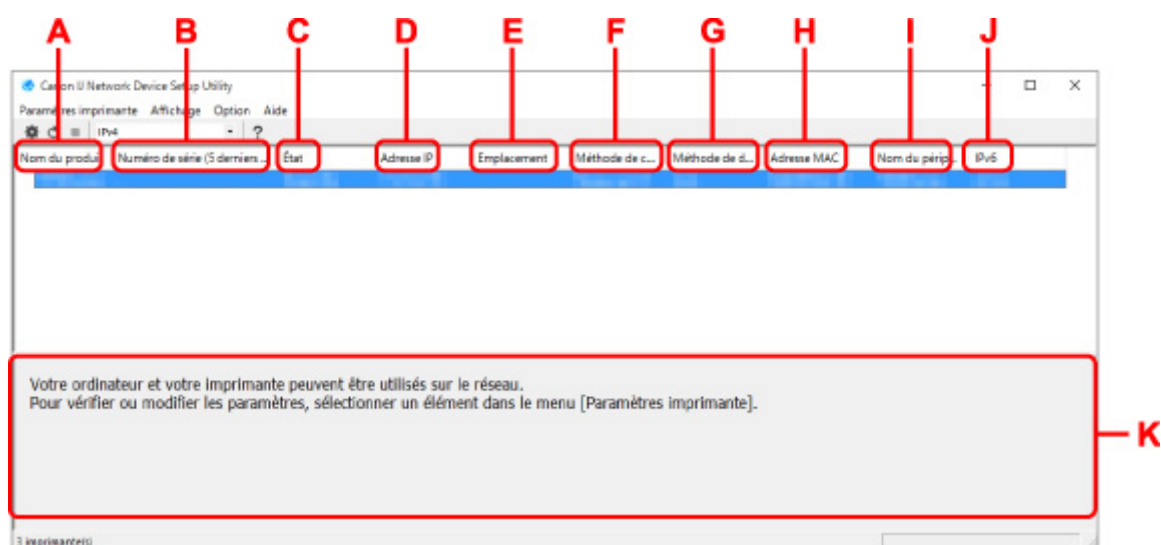 A B C D E F G H I J
Canon IJ Network Device Setup Utility
Paramètres imprimante Affichage Option Aide
IPv4 ?
Nom du produi Numéro de série (5 derniers ... État Adresse IP Emplacement Méthode de c... Méthode de d... Adresse MAC Nom du périp... IPv6
Votre ordinateur et votre imprimante peuvent être utilisés sur le réseau.
Pour vérifier ou modifier les paramètres, sélectionner un élément dans le menu [Paramètres imprimante].
K
3 imprimante(s)